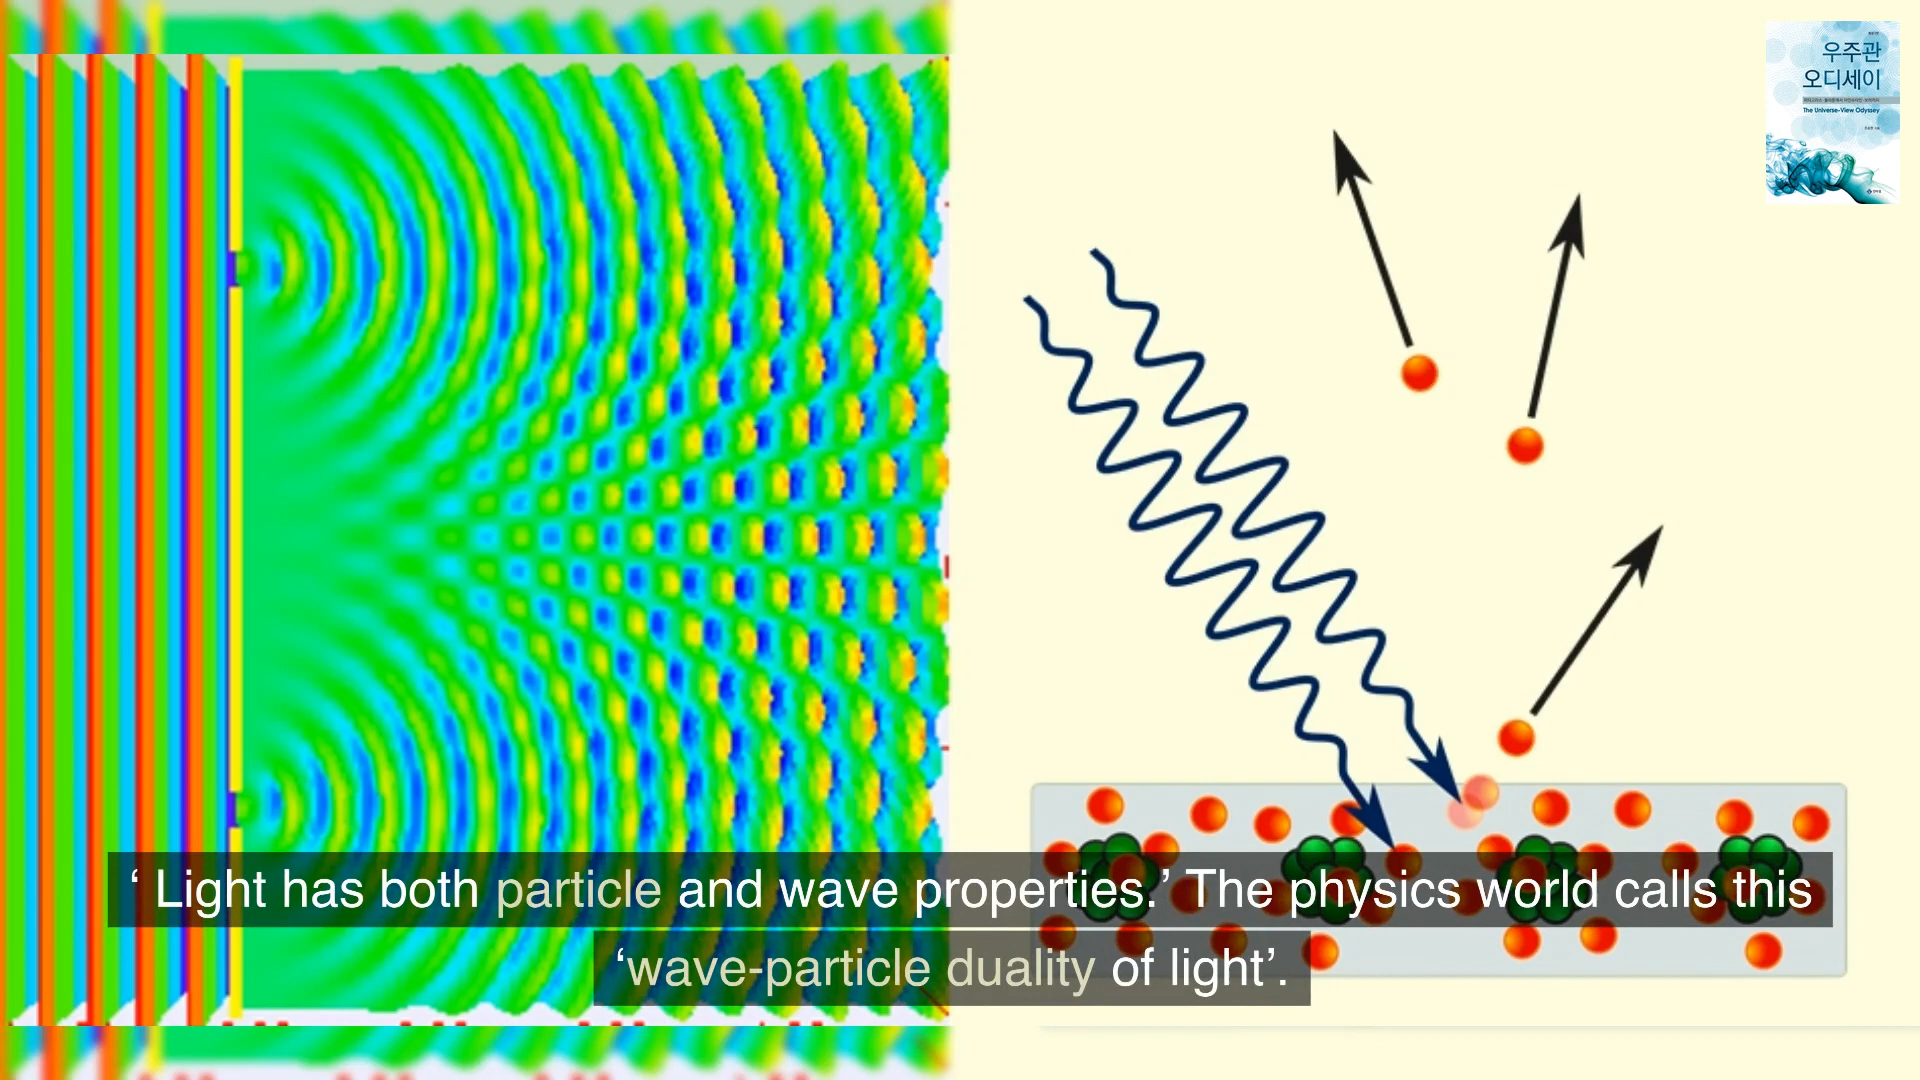 우주관
오디세이
The Universe-View Odyssey
‘ Light has both particle and wave properties.’ The physics world calls this
‘wave-particle duality of light’.